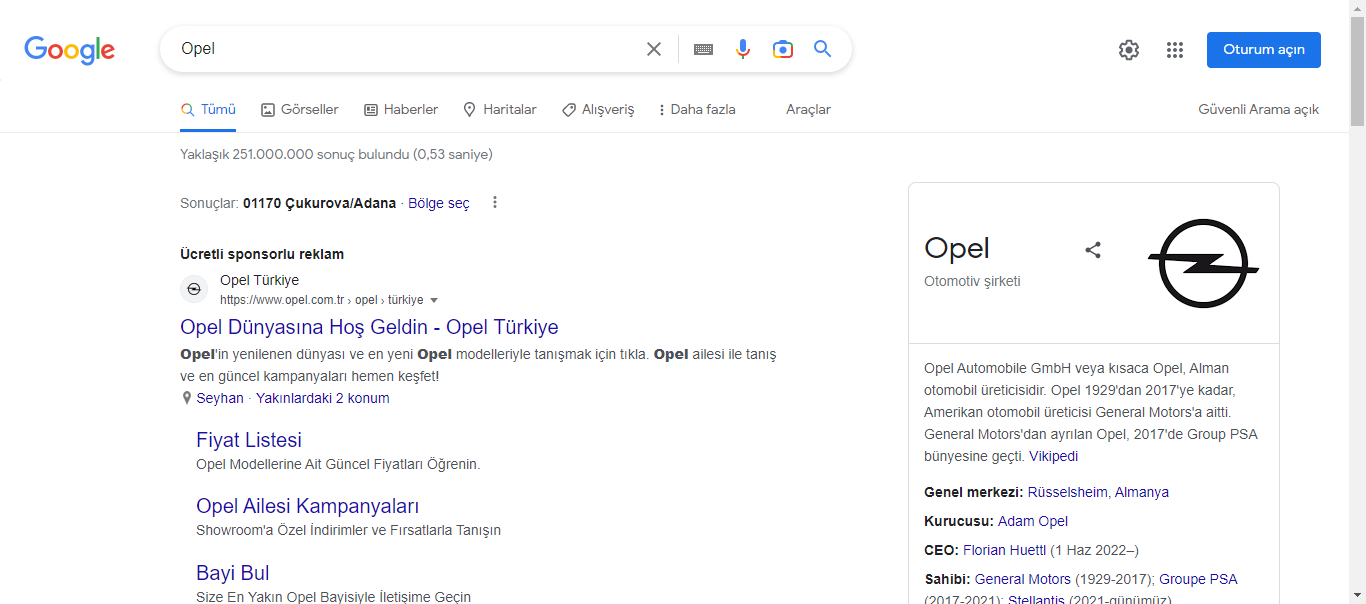 Google
Opel
Oturum açın
Tümü
Görseller
Haberler
Haritalar
Alışveriş
Daha fazla
Araçlar
Güvenli Arama açık
Yaklaşık 251.000.000 sonuç bulundu (0,53 saniye)
Sonuçlar: 01170 Çukurova/Adana · Bölge seç
Ücretli sponsorlu reklam
Opel Türkiye
https://www.opel.com.tr › opel › türkiye
Opel Dünyasına Hoş Geldin - Opel Türkiye
Opel'in yenilenen dünyası ve en yeni Opel modelleriyle tanışmak için tıkla. Opel ailesi ile tanış
ve en güncel kampanyaları hemen keşfet!
Seyhan · Yakınlardaki 2 konum
Fiyat Listesi
Opel Modellerine Ait Güncel Fiyatları Öğrenin.
Opel Ailesi Kampanyaları
Showroom'a Özel İndirimler ve Fırsatlarla Tanışın
Bayi Bul
Size En Yakın Opel Bayisiyle İletişime Geçin
Opel
Otomotiv şirketi
Opel Automobile GmbH veya kısaca Opel, Alman
otomobil üreticisidir. Opel 1929'dan 2017'ye kadar,
Amerikan otomobil üreticisi General Motors'a aitti.
General Motors'dan ayrılan Opel, 2017'de Group PSA
bünyesine geçti. Vikipedi
Genel merkezi: Rüsselsheim, Almanya
Kurucusu: Adam Opel
CEO: Florian Huettl (1 Haz 2022–)
Sahibi: General Motors (1929-2017); Groupe PSA
(2017-2021); Stellantis (2021-günümüz)